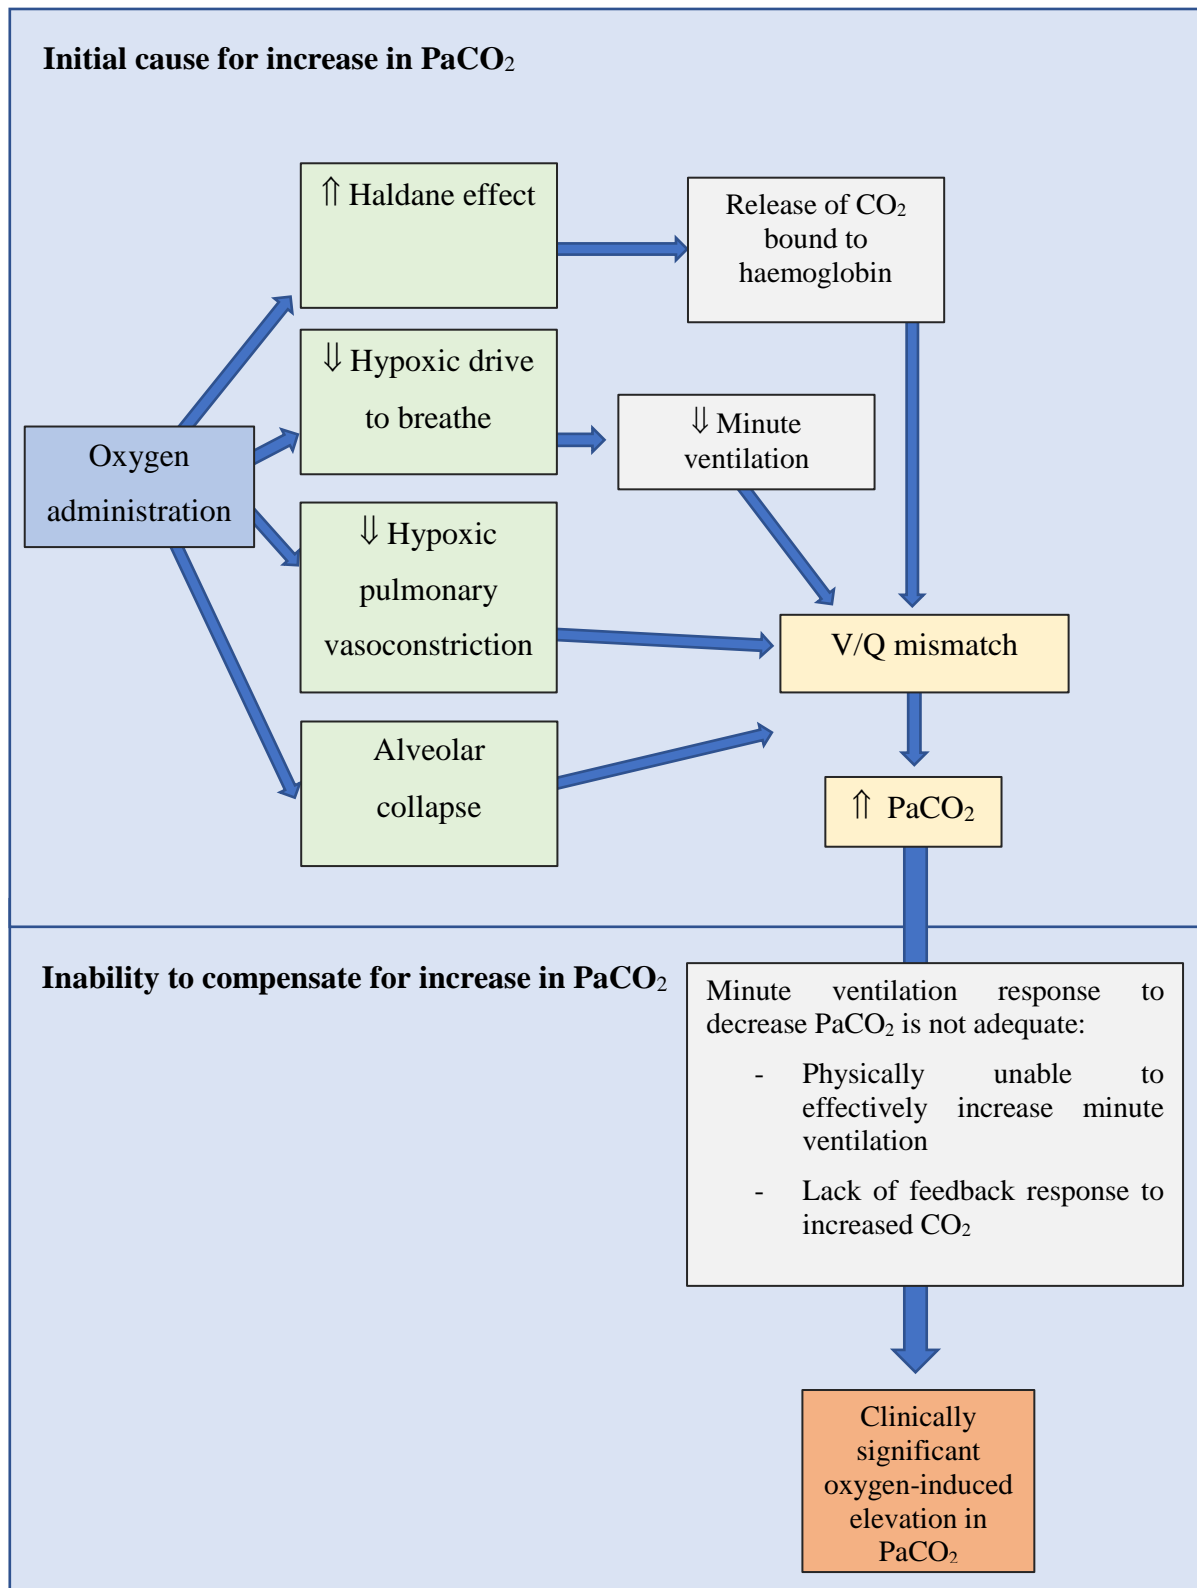 Initial cause for increase in PaCO₂
⇑ Haldane effect
Release of CO₂
bound to
haemoglobin
⇓ Hypoxic drive
to breathe
⇓ Minute
ventilation
Oxygen
administration
⇓ Hypoxic
pulmonary
vasoconstriction
V/Q mismatch
Alveolar
collapse
⇑ PaCO₂
Inability to compensate for increase in PaCO₂
Minute ventilation response to
decrease PaCO₂ is not adequate:
- Physically unable to
effectively increase minute
ventilation
- Lack of feedback response to
increased CO₂
Clinically
significant
oxygen-induced
elevation in
PaCO₂